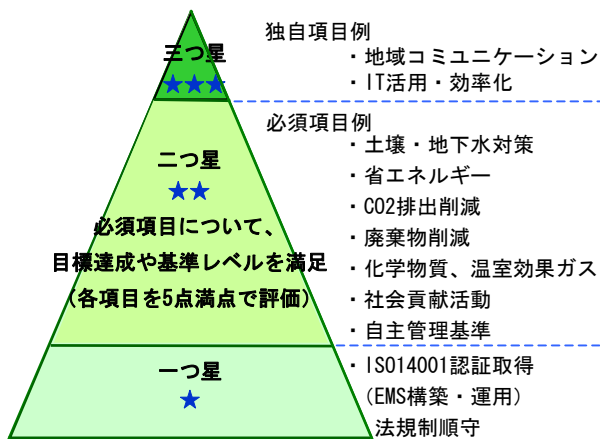 三つ星
★★★
独自項目例
・地域コミュニケーション
・IT活用・効率化
二つ星
★★
必須項目について、
目標達成や基準レベルを満足
（各項目を5点満点で評価）
必須項目例
・土壌・地下水対策
・省エネルギー
・CO2排出削減
・廃棄物削減
・化学物質、温室効果ガス
・社会貢献活動
・自主管理基準
一つ星
★
・ISO14001認証取得
（EMS構築・運用）
法規制順守